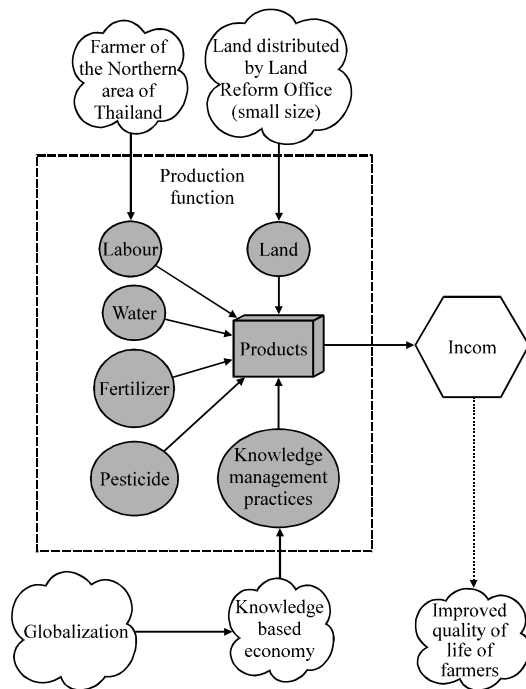 Farmer of
the Northern
area of
Thailand
Land distributed
by Land
Reform Office
(small size)
Production
function
Labour
Land
Water
Products
Incom
Fertilizer
Pesticide
Knowledge
management
practices
Globalization
Knowledge
based
economy
Improved
quality of
life of
farmers